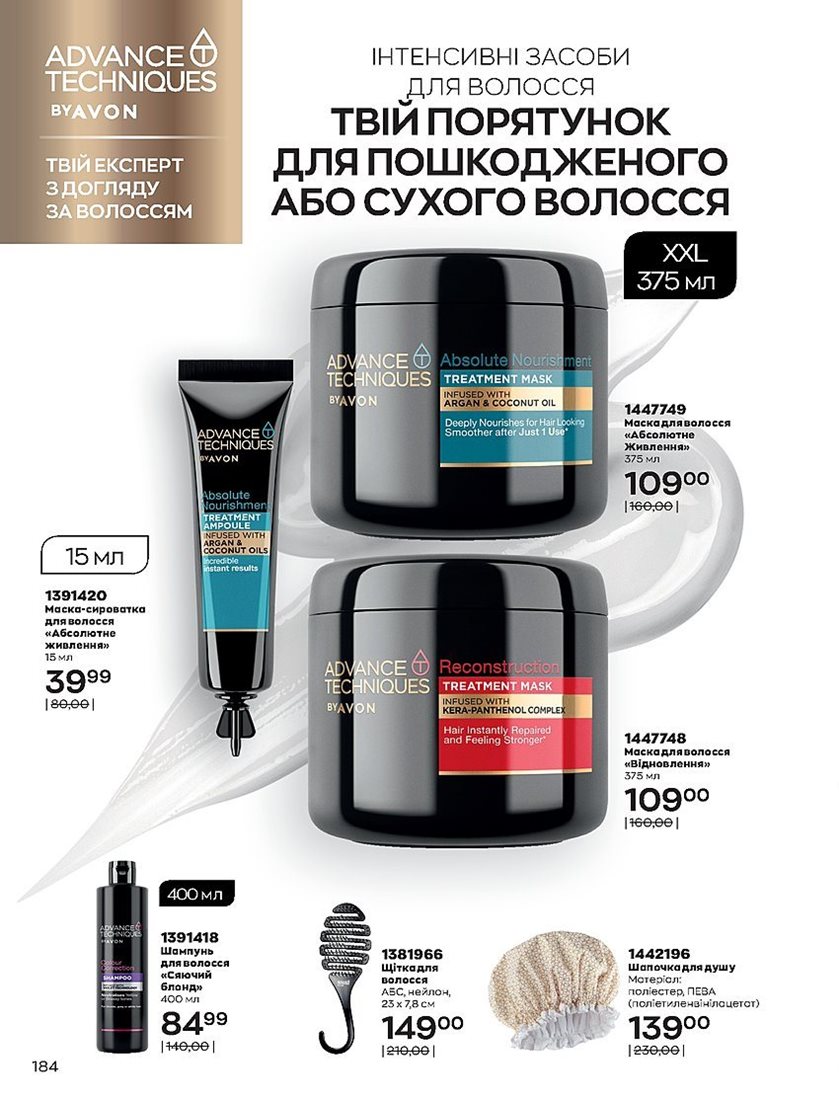 ADVANCE
TECHNIQUES
BY AVON
ТВІЙ ЕКСПЕРТ
З ДОГЛЯДУ
ЗА ВОЛОССЯМ
ІНТЕНСИВНІ ЗАСОБИ
ДЛЯ ВОЛОССЯ
ТВІЙ ПОРЯТУНОК
ДЛЯ ПОШКОДЖЕНОГО
АБО СУХОГО ВОЛОССЯ
XXL
375 МЛ
ADVANCE
TECHNIQUES
BY AVON
Absolute Nourishment
TREATMENT MASK
INFUSED WITH
ARGAN & COCONUT OIL
Deeply Nourishes for Hair Looking
Smoother after Just 1 Use*
1447749
Маска для волосся
«Абсолютне
Живлення»
375 мл
109⁰⁰
|160,00|
ADVANCE
TECHNIQUES
BY AVON
Absolute
Nourishment
TREATMENT
AMPOULE
INFUSED WITH
ARGAN &
COCONUT OILS
Incredible
instant results
15 МЛ
1391420
Маска-сироватка
для волосся
«Абсолютне
живлення»
15 мл
39⁹⁹
|80,00|
ADVANCE
TECHNIQUES
BY AVON
Reconstruction
TREATMENT MASK
INFUSED WITH
KERA-PANTHENOL COMPLEX
Hair Instantly Repaired
and Feeling Stronger*
1447748
Маска для волосся
«Відновлення»
375 мл
109⁰⁰
|160,00|
ADVANCE
TECHNIQUES
BY AVON
Colour
Correction
SHAMPOO
400 МЛ
1391418
Шампунь
для волосся
«Сяючий
блонд»
400 мл
84⁹⁹
|140,00|
1381966
Щітка для
волосся
АБС, нейлон,
23 х 7,8 см
149⁰⁰
|210,00|
1442196
Шапочка для душу
Матеріал:
поліестер, ПЕВА
(поліетиленвінілацетат)
139⁰⁰
|230,00|
184